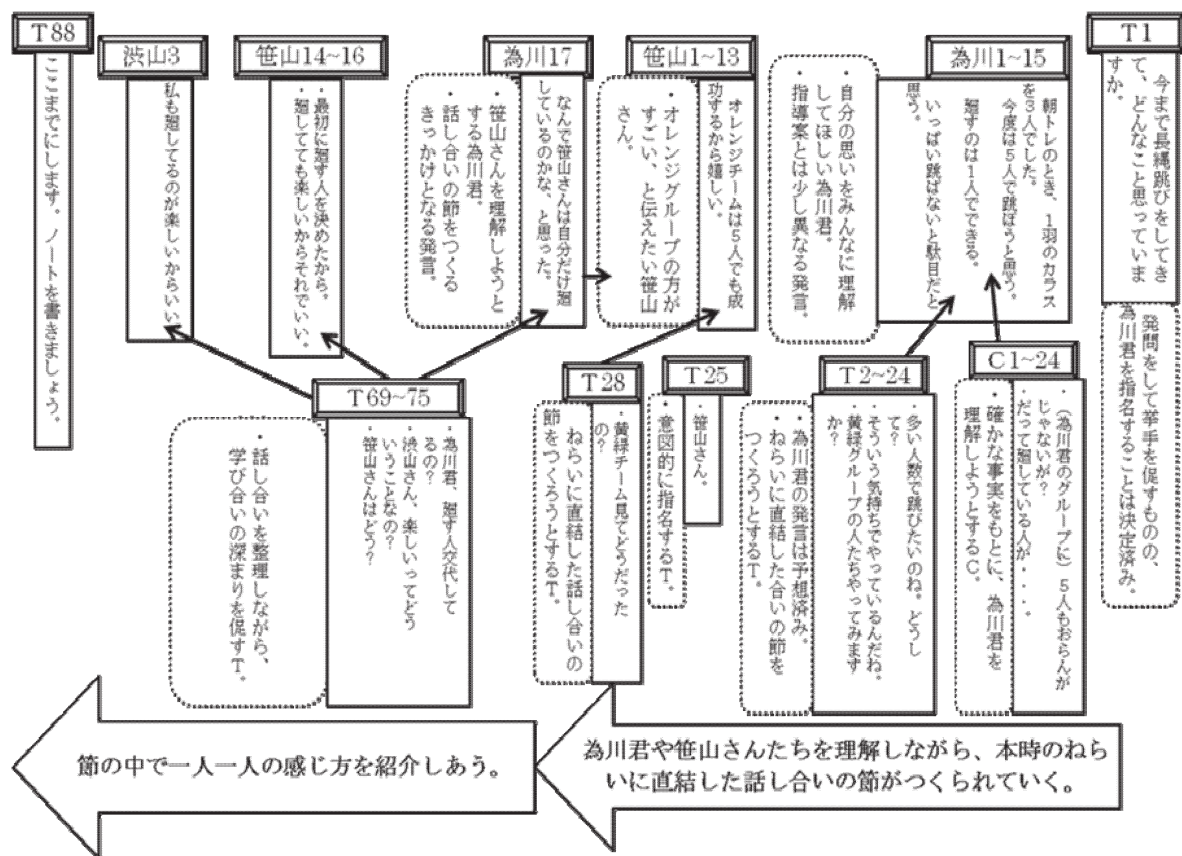 T1
今まで長縄跳びをしてき
て、どんなこと思っていま
すか。
発問をして挙手を促すものの、
為川君を指名することは決定済み。
為川1~15
朝トレのとき、1羽のカラス
を3人でした。
今度は5人で跳ぼうと思う。
廻すのは1人でできる。
いっぱい跳ばないと駄目だと
思う。
・自分の思いをみんなに理解
してほしい為川君。
・指導案とは少し異なる発言。
C1~24
・(為川君のグループに)5人もおらんが
じゃないが?
・だって廻している人が・・・・。
・確かな事実をもとに、為川君を
理解しようとするC。
T2~24
・多い人数で跳びたいのね。どうし
て?
・そういう気持ちでやっているんだね。
・黄緑グループの人たちやってみます
か?
・為川君の発言は予想済み。
・ねらいに直結した合いの節を
つくろうとするT。
笹山1~13
オレンジチームは5人でも成
功するから嬉しい。
・オレンジグループの方が
すごい、と伝えたい笹山
さん。
T25
・笹山さん。
・意図的に指名するT。
T28
・黄緑チーム見てどうだった
の?
・ねらいに直結した話し合いの
節をつくろうとするT。
為川17
なんで笹山さんは自分だけ廻
しているのかな、と思った。
・笹山さんを理解しようと
する為川君。
・話し合いの節をつくる
きっかけとなる発言。
笹山14~16
・最初に廻す人を決めたから。
・廻してても楽しいからそれでいい。
渋山3
私も廻してるのが楽しいからいい
T69~75
・為川君、廻す人交代して
るの?
・渋山さん、楽しいってどう
いうことなの?
・笹山さんはどう?
・話し合いを整理しながら、
学び合いの深まりを促すT。
T88
ここまでにします。ノートを書きましょう。
為川君や笹山さんたちを理解しながら、本時のねら
いに直結した話し合いの節がつくられていく。
節の中で一人一人の感じ方を紹介しあう。